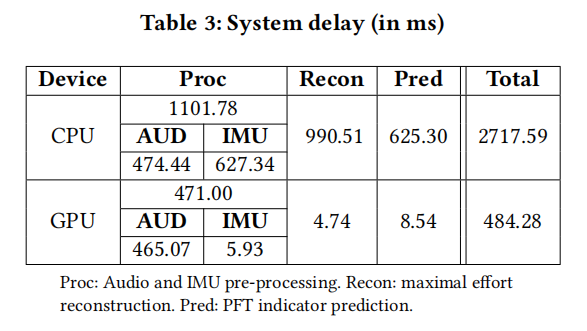 Table 3: System delay (in ms)
Device Proc Recon Pred Total
CPU 1101.78 990.51 625.30 2717.59
AUD IMU
474.44 627.34
GPU 471.00 4.74 8.54 484.28
AUD IMU
465.07 5.93
Proc: Audio and IMU pre-processing. Recon: maximal effort
reconstruction. Pred: PFT indicator prediction.